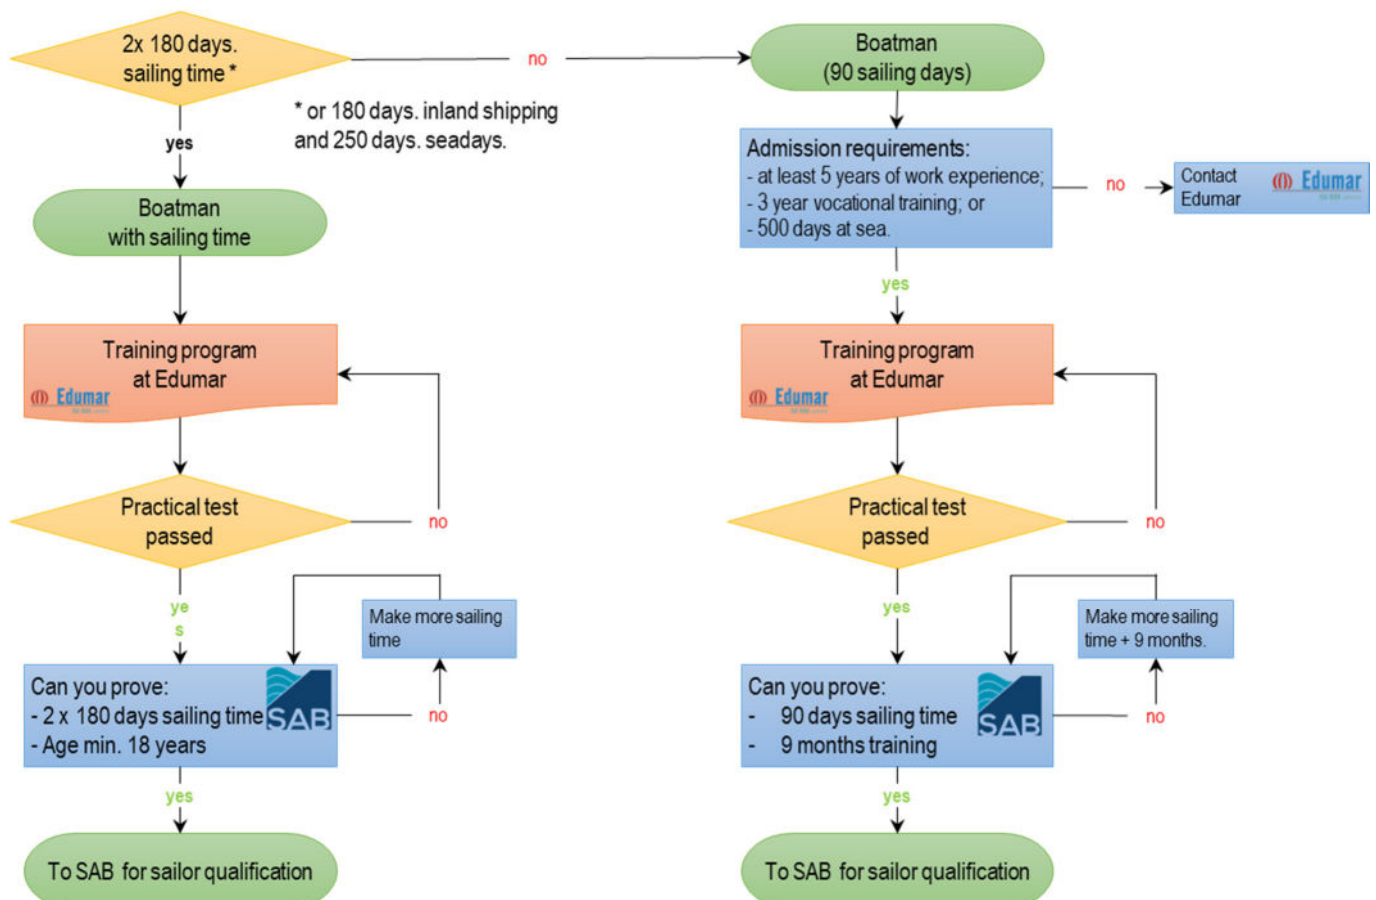 2x 180 days.
sailing time *
no
* or 180 days. inland shipping
and 250 days. seadays.
yes
Boatman
with sailing time
Training program
at Edumar
Edumar
Practical test
passed
no
ye
s
Make more sailing
time
Can you prove:
- 2 x 180 days sailing time
- Age min. 18 years
SAB
no
yes
To SAB for sailor qualification
Boatman
(90 sailing days)
Admission requirements:
- at least 5 years of work experience;
- 3 year vocational training; or
- 500 days at sea.
no
Contact
Edumar
Edumar
yes
Training program
at Edumar
Edumar
Practical test
passed
no
yes
Make more sailing
time + 9 months.
Can you prove:
- 90 days sailing time
- 9 months training
SAB
no
yes
To SAB for sailor qualification